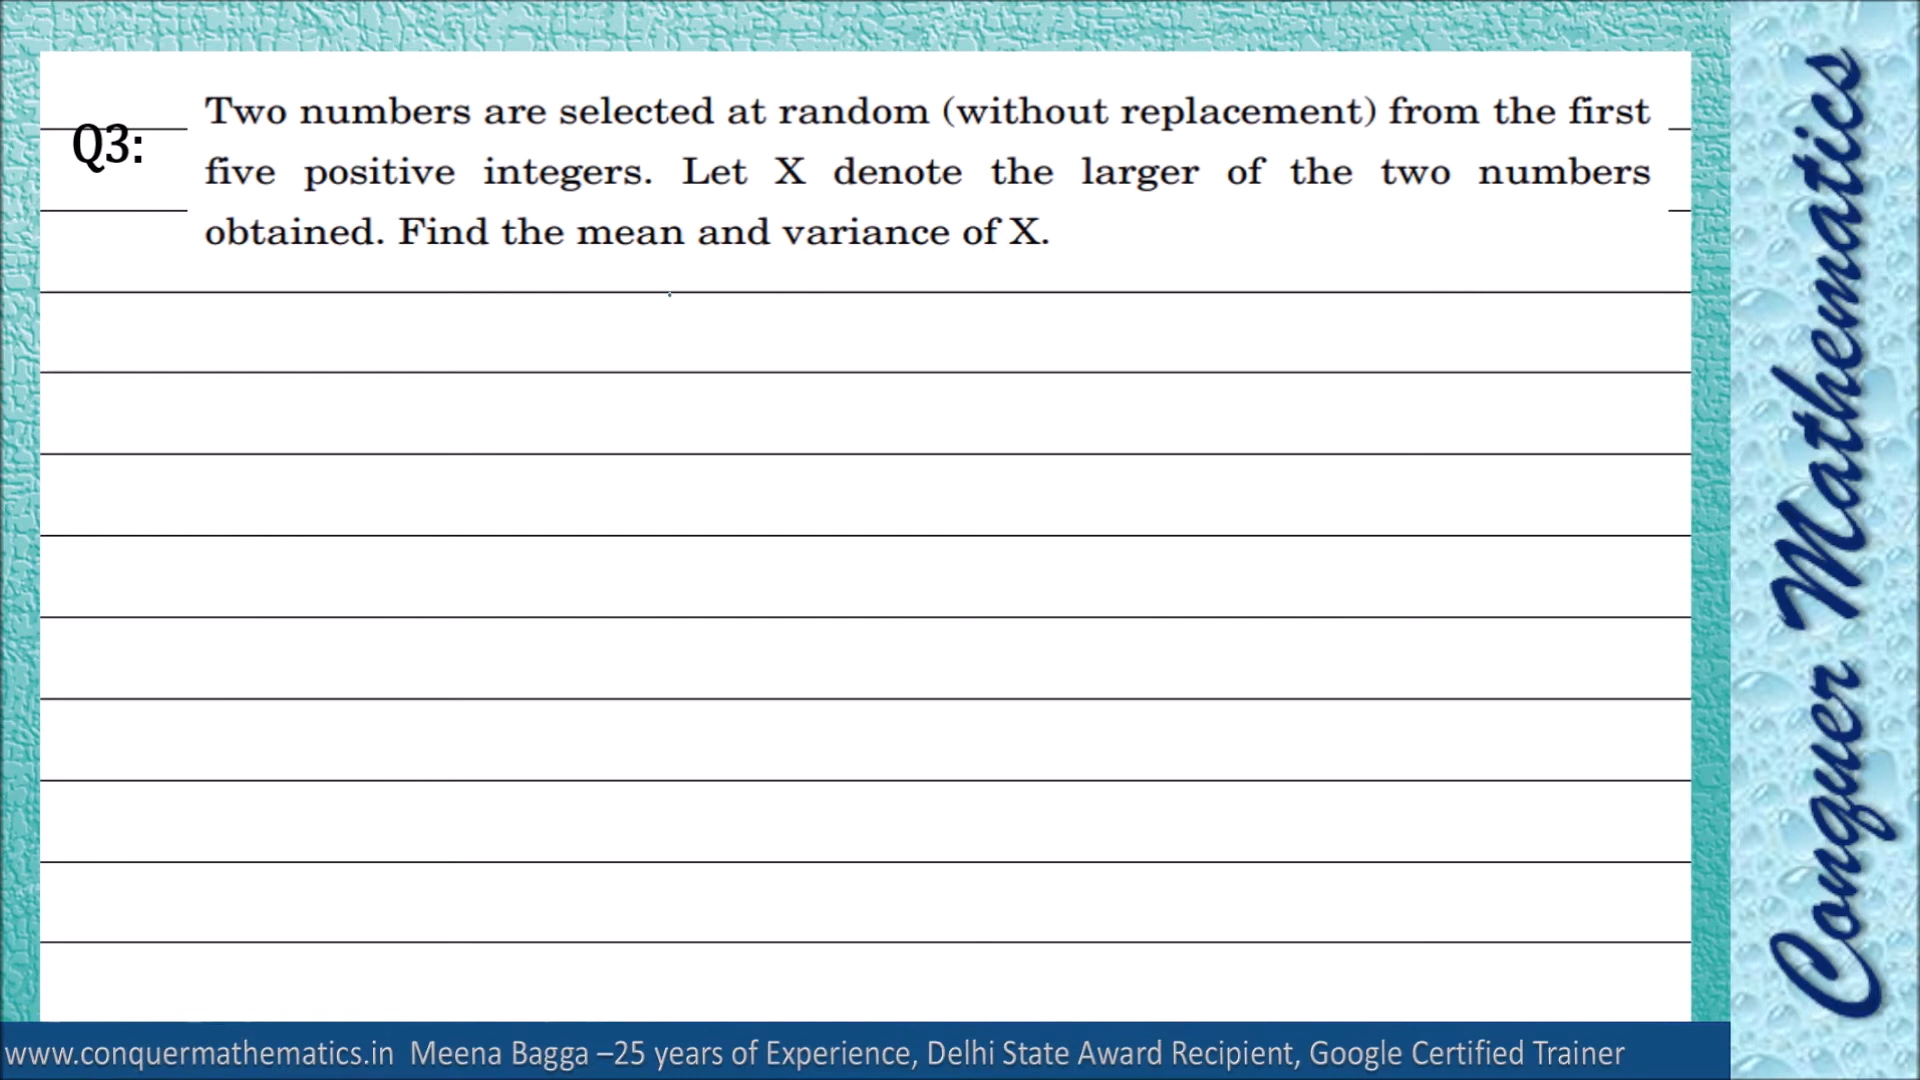 Q3:
Two numbers are selected at random (without replacement) from the first
five positive integers. Let X denote the larger of the two numbers
obtained. Find the mean and variance of X.
Conquer Mathematics
www.conquermathematics.in Meena Bagga –25 years of Experience, Delhi State Award Recipient, Google Certified Trainer